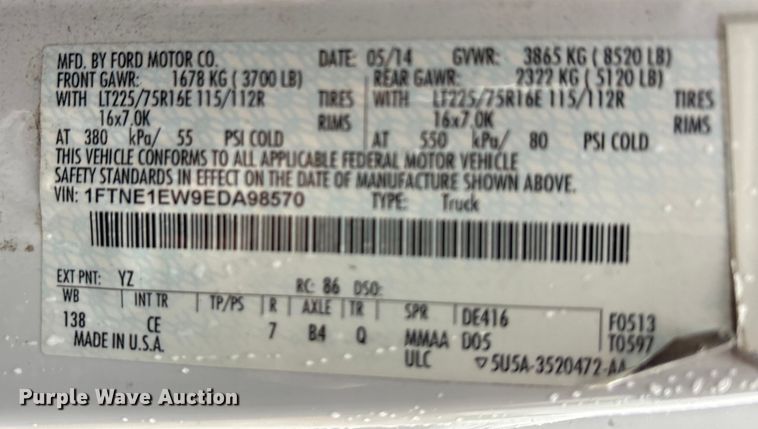 MFD. BY FORD MOTOR CO. DATE: 05/14 GVWR: 3865 KG ( 8520 LB)
FRONT GAWR: 1678 KG ( 3700 LB) REAR GAWR: 2322 KG ( 5120 LB)
WITH LT225/75R16E 115/112R TIRES WITH LT225/75R16E 115/112R TIRES
16x7.0K RIMS 16x7.0K RIMS
AT 380 kPa/ 55 PSI COLD AT 550 kPa/ 80 PSI COLD
THIS VEHICLE CONFORMS TO ALL APPLICABLE FEDERAL MOTOR VEHICLE
SAFETY STANDARDS IN EFFECT ON THE DATE OF MANUFACTURE SHOWN ABOVE.
VIN: 1FTNE1EW9EDA98570 TYPE: Truck
EXT PNT: YZ RC: 86 DSO:
WB INT TR TP/PS R AXLE TR SPR DE416 F0513
138 CE 7 B4 Q MMAA D05 T0597
MADE IN U.S.A. ULC ▽5U5A-3520472-AA
Purple Wave Auction